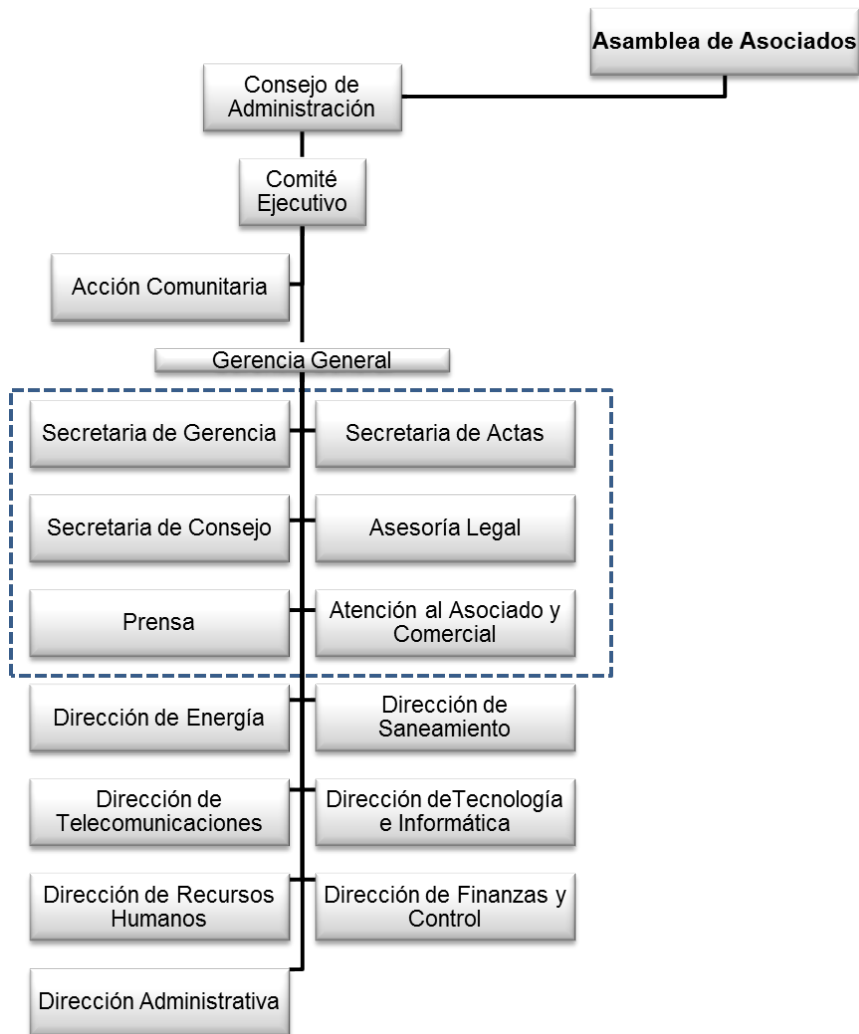 Asamblea de Asociados
Consejo de
Administración
Comité
Ejecutivo
Acción Comunitaria
Gerencia General
Secretaria de Gerencia
Secretaria de Actas
Secretaria de Consejo
Asesoría Legal
Prensa
Atención al Asociado y
Comercial
Dirección de Energía
Dirección de
Saneamiento
Dirección de
Telecomunicaciones
Dirección deTecnología
e Informática
Dirección de Recursos
Humanos
Dirección de Finanzas y
Control
Dirección Administrativa